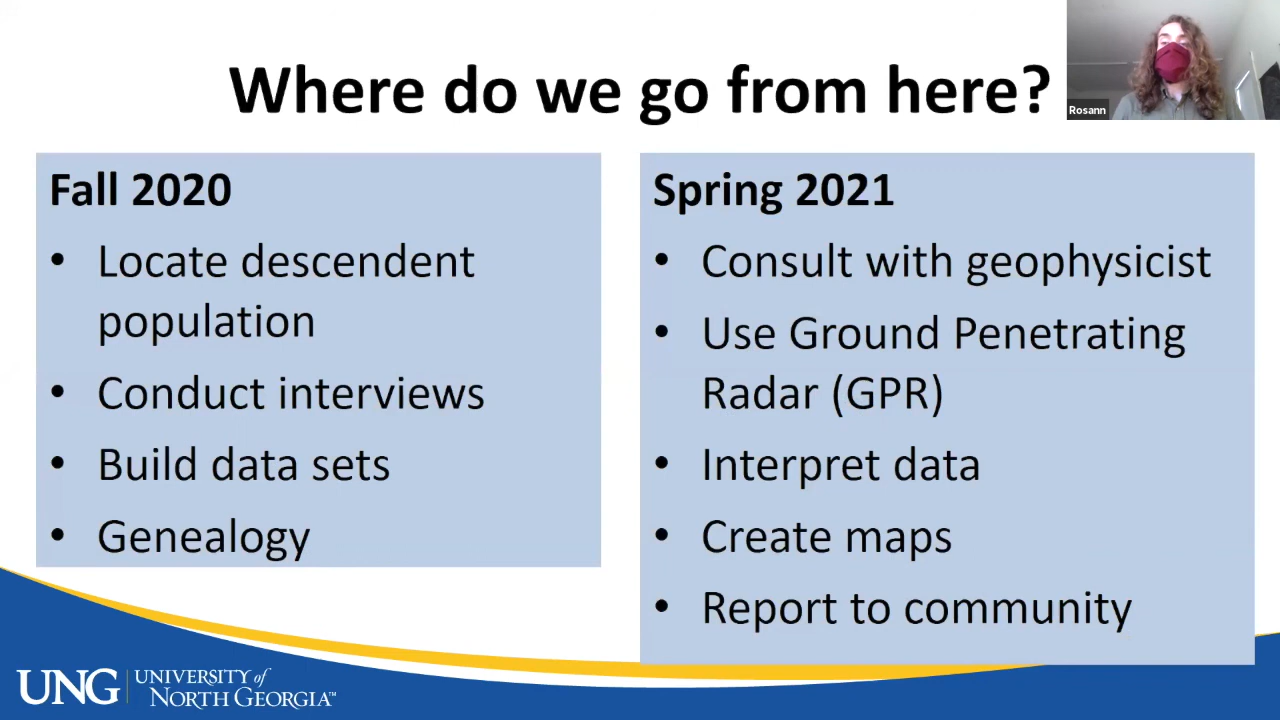 Where do we go from here?
Rosann
Fall 2020
• Locate descendent
population
• Conduct interviews
• Build data sets
• Genealogy
Spring 2021
• Consult with geophysicist
• Use Ground Penetrating
Radar (GPR)
• Interpret data
• Create maps
• Report to community
UNG
UNIVERSITY of
NORTH GEORGIA™